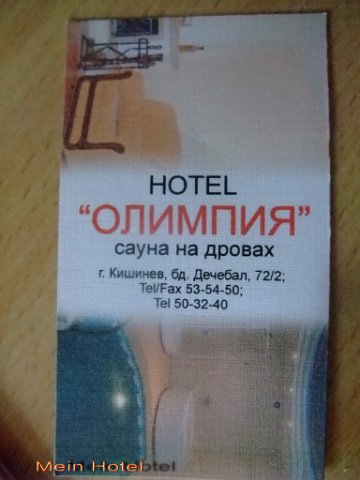 HOTEL
"ОЛИМПИЯ"
сауна на дровах
г. Кишинев, бд. Дечебал, 72/2;
Tel/Fax 53-54-50;
Tel 50-32-40
Mein Hotel